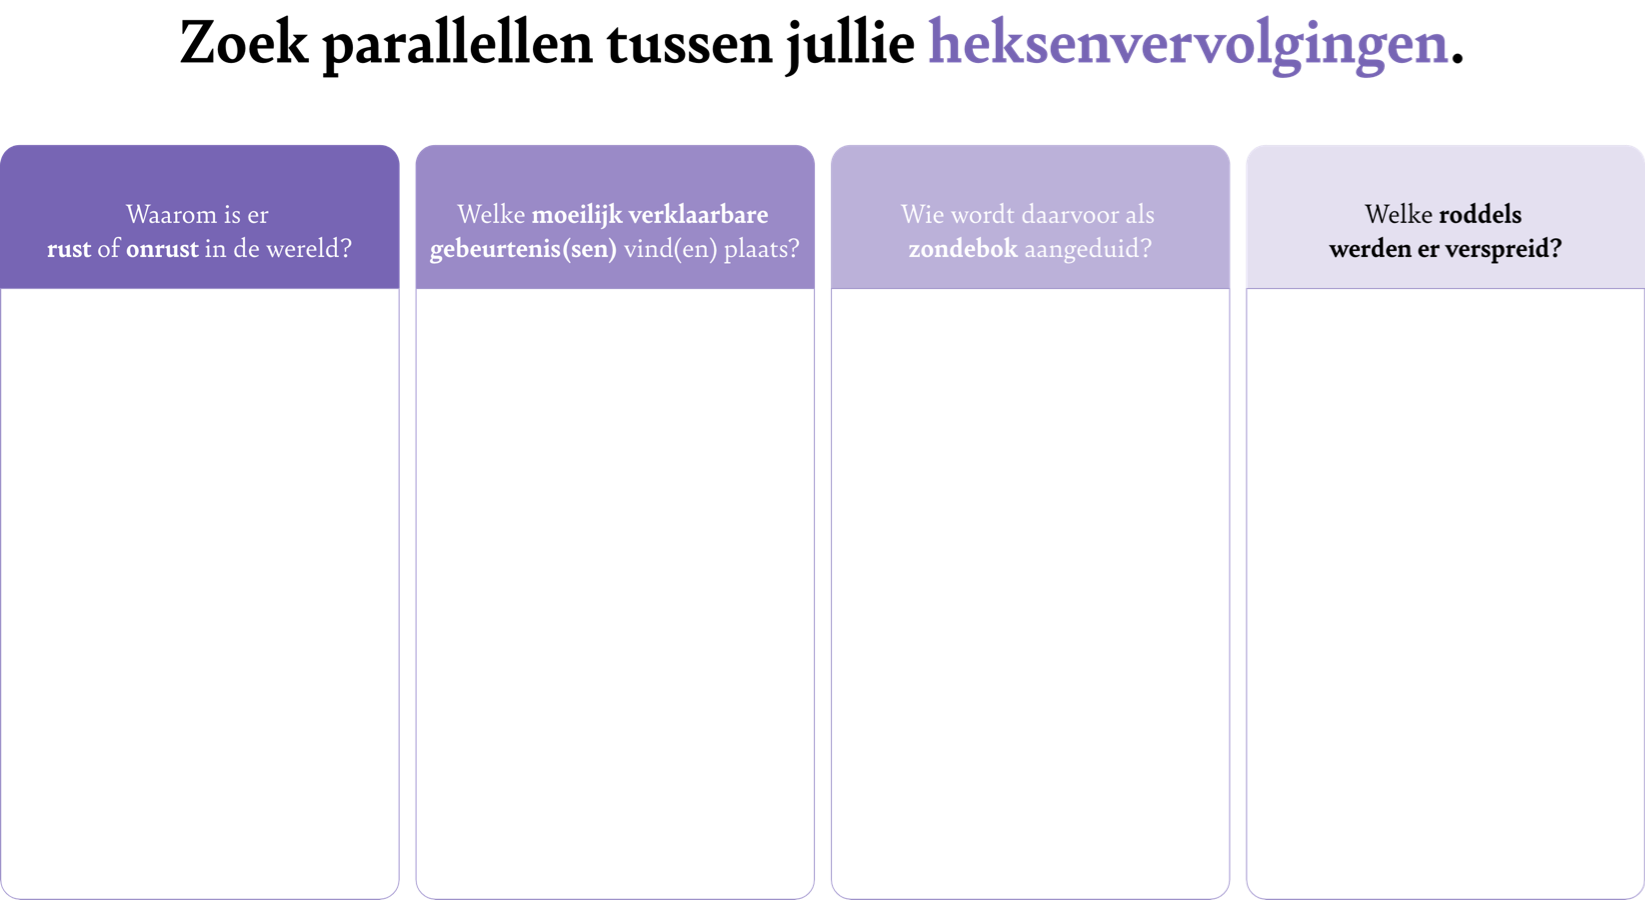 Zoek parallellen tussen jullie heksenvervolgingen.
Waarom is er
rust of onrust in de wereld?
Welke moeilijk verklaarbare
gebeurtenis(sen) vind(en) plaats?
Wie wordt daarvoor als
zondebok aangeduid?
Welke roddels
werden er verspreid?